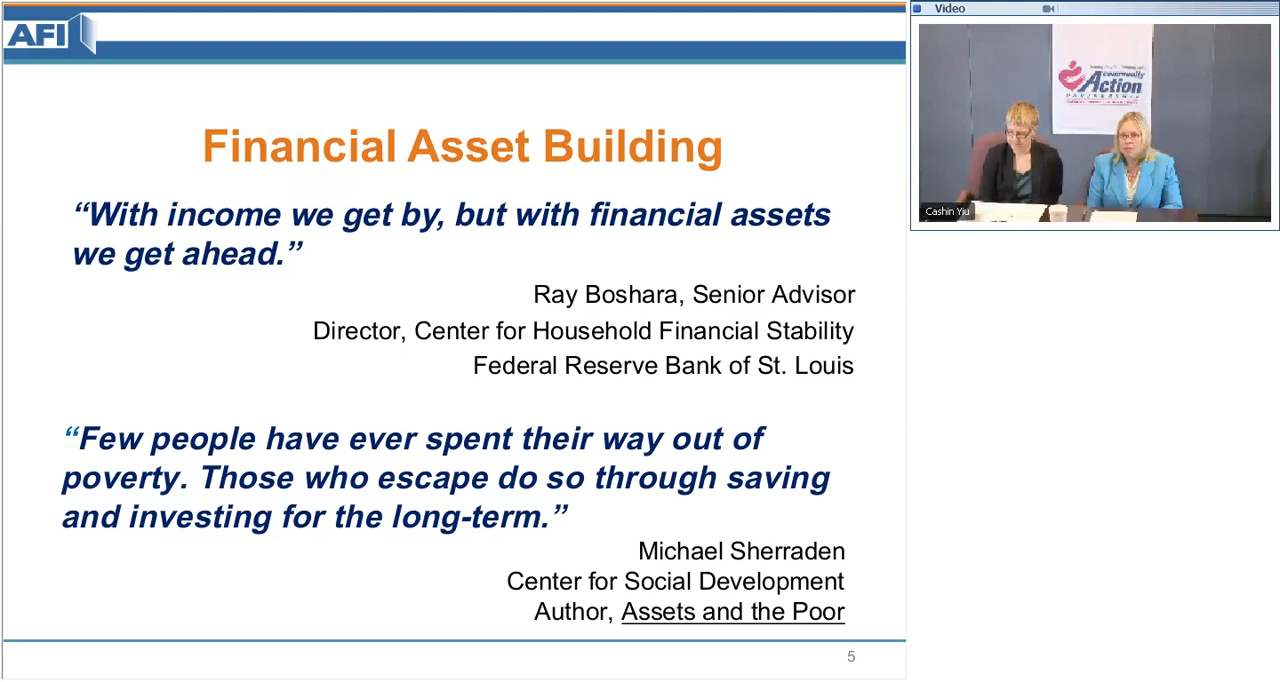 AFI
Financial Asset Building
“With income we get by, but with financial assets
we get ahead.”
Ray Boshara, Senior Advisor
Director, Center for Household Financial Stability
Federal Reserve Bank of St. Louis
“Few people have ever spent their way out of
poverty. Those who escape do so through saving
and investing for the long-term.”
Michael Sherraden
Center for Social Development
Author, Assets and the Poor
5
Video
community
Action
PARTNERSHIP
Cashin Yiu